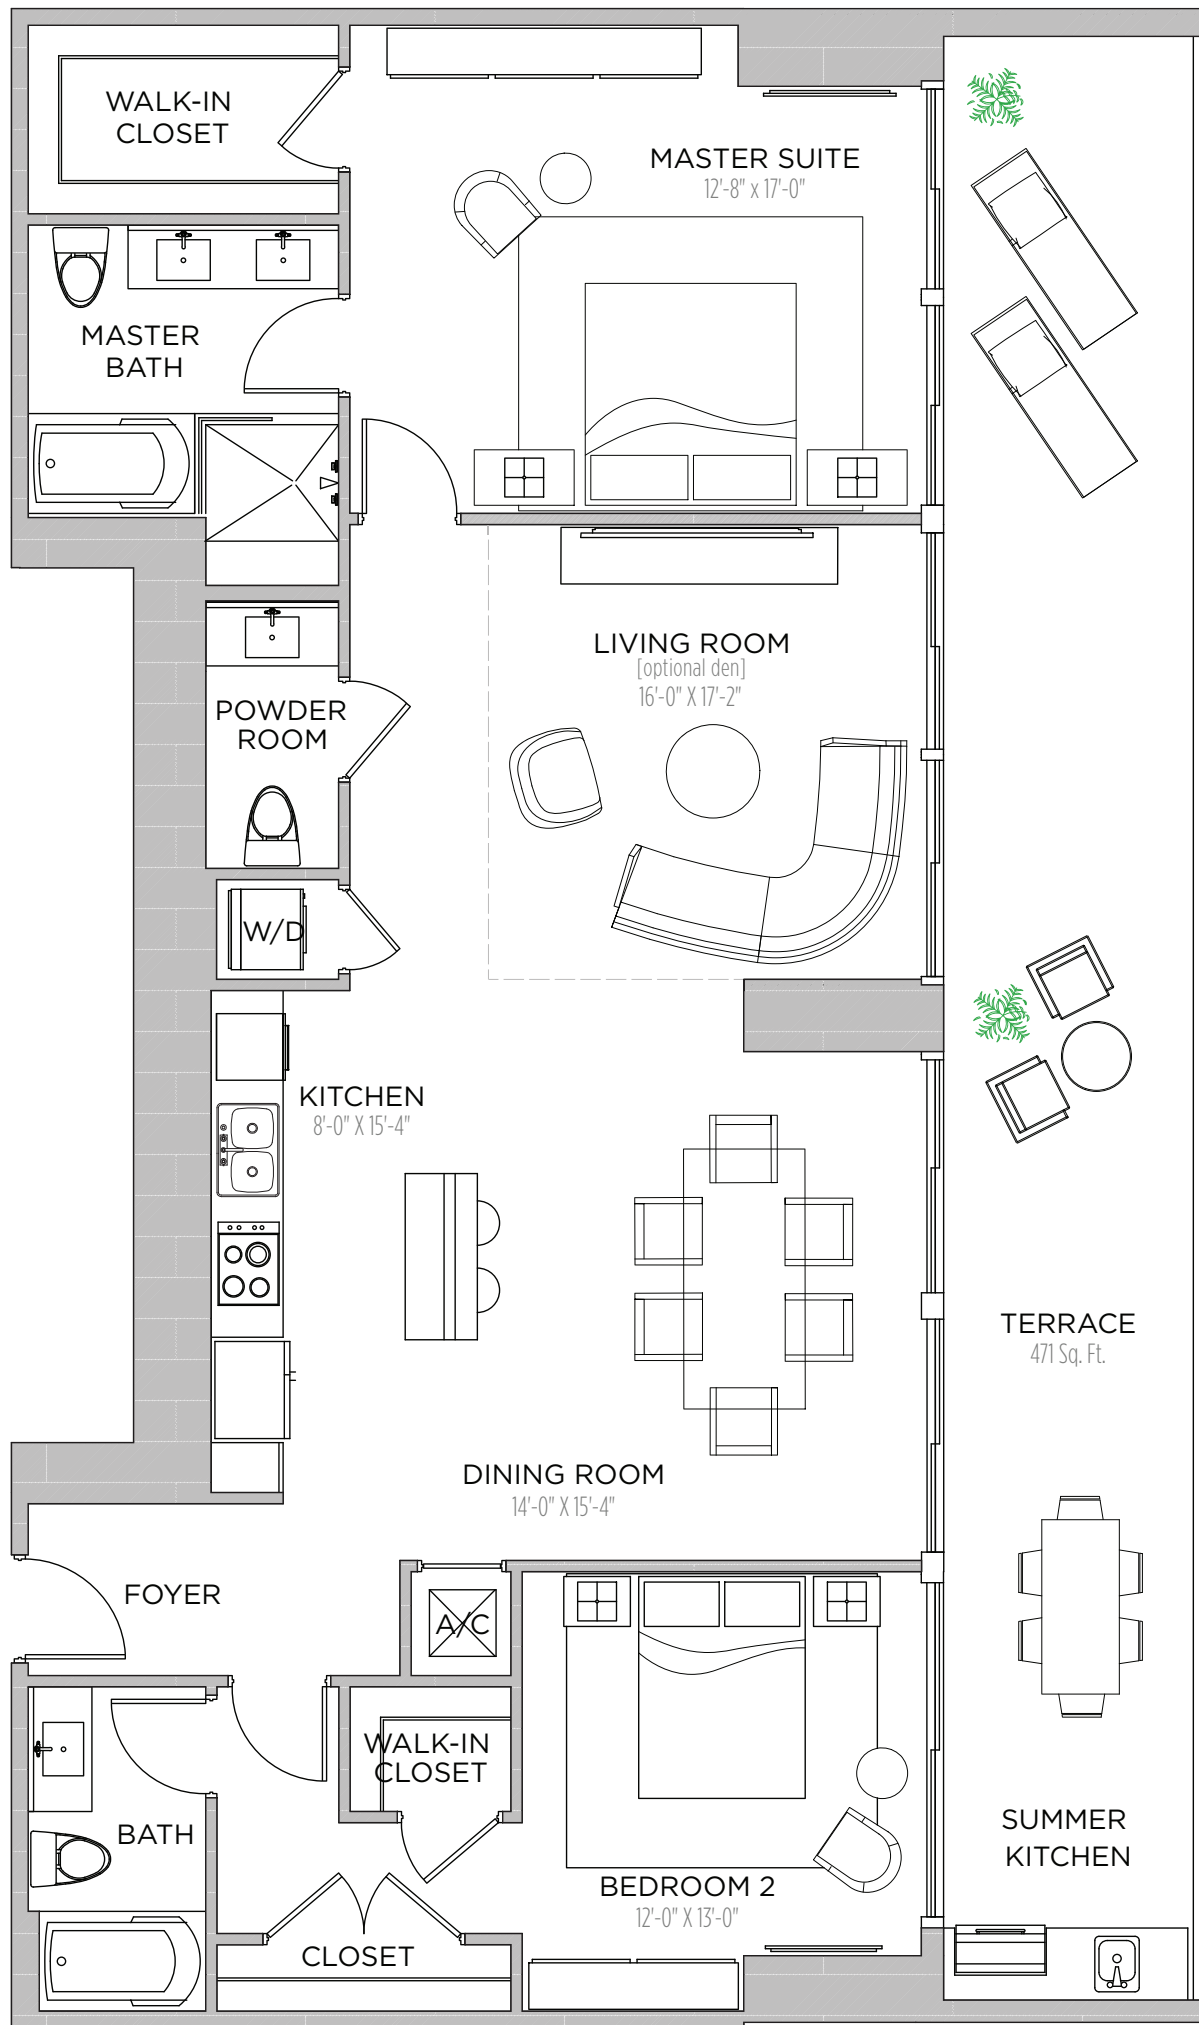 WALK-IN
CLOSET
MASTER SUITE
12'-8" x 17'-0"
MASTER
BATH
LIVING ROOM
[optional den]
16'-0" X 17'-2"
POWDER
ROOM
W/D
KITCHEN
8'-0" X 15'-4"
TERRACE
471 Sq. Ft.
DINING ROOM
14'-0" X 15'-4"
FOYER
A/C
WALK-IN
CLOSET
BATH
SUMMER
KITCHEN
BEDROOM 2
12'-0" X 13'-0"
CLOSET